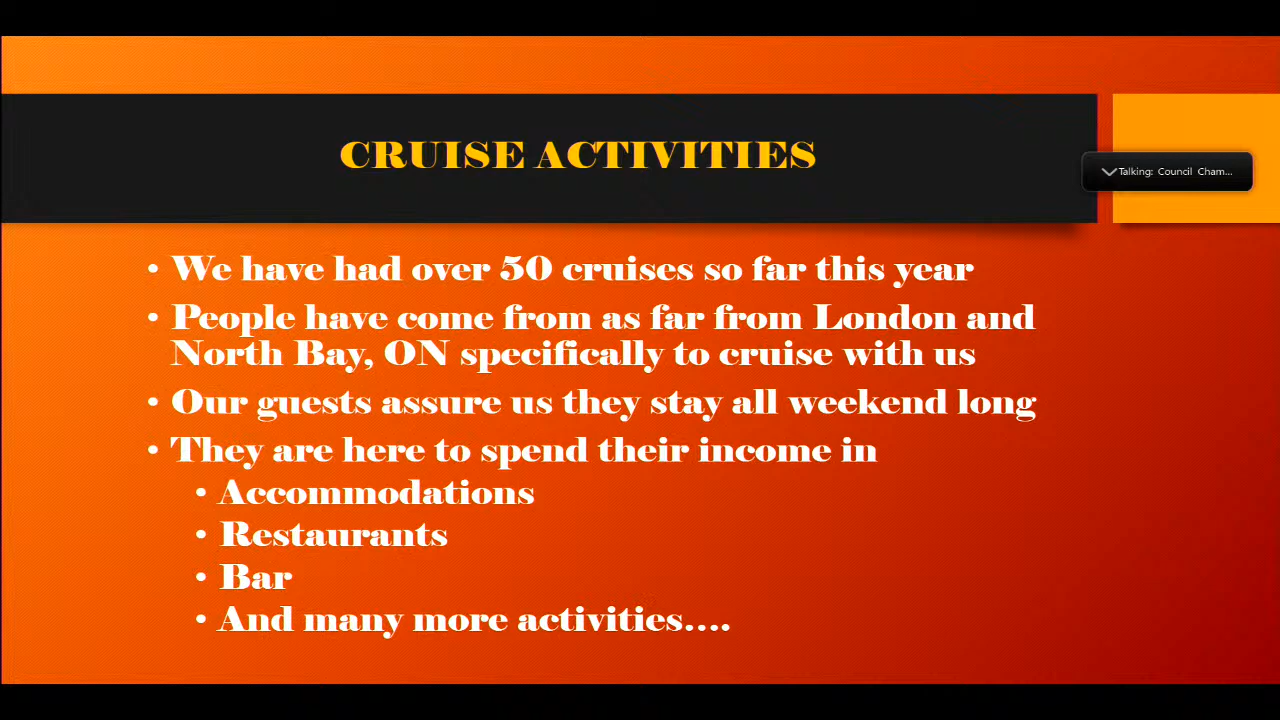 CRUISE ACTIVITIES
Talking: Council Cham...
• We have had over 50 cruises so far this year
• People have come from as far from London and
North Bay, ON specifically to cruise with us
• Our guests assure us they stay all weekend long
• They are here to spend their income in
• Accommodations
• Restaurants
• Bar
• And many more activities....